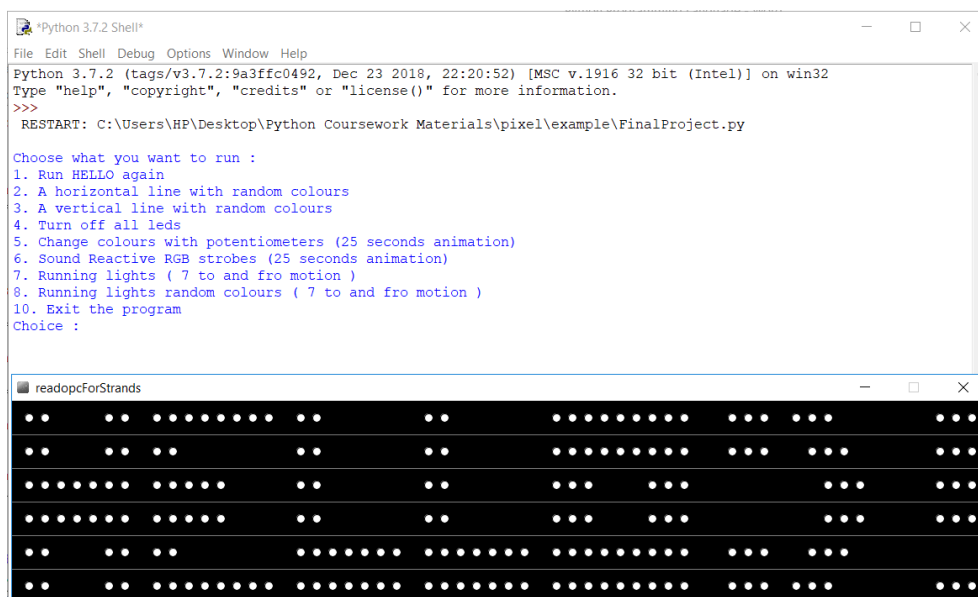 *Python 3.7.2 Shell*
File Edit Shell Debug Options Window Help
Python 3.7.2 (tags/v3.7.2:9a3ffc0492, Dec 23 2018, 22:20:52) [MSC v.1916 32 bit (Intel)] on win32
Type "help", "copyright", "credits" or "license()" for more information.
>>>
RESTART: C:\Users\HP\Desktop\Python Coursework Materials\pixel\example\FinalProject.py
Choose what you want to run :
1. Run HELLO again
2. A horizontal line with random colours
3. A vertical line with random colours
4. Turn off all leds
5. Change colours with potentiometers (25 seconds animation)
6. Sound Reactive RGB strobes (25 seconds animation)
7. Running lights ( 7 to and fro motion )
8. Running lights random colours ( 7 to and fro motion )
10. Exit the program
Choice :
readopcForStrands
HELLO